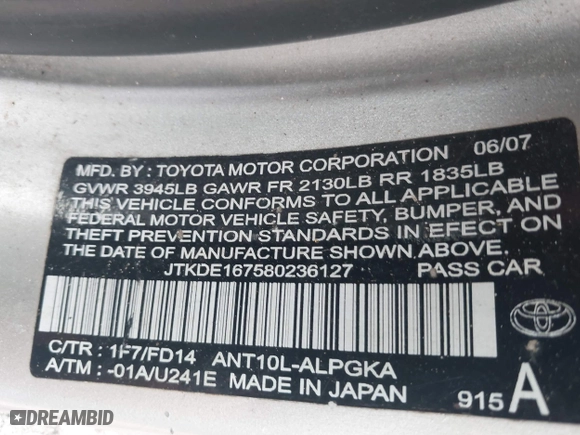 MFD. BY : TOYOTA MOTOR CORPORATION 06/07
GVWR 3945LB GAWR FR 2130LB RR 1835LB
THIS VEHICLE CONFORMS TO ALL APPLICABLE
FEDERAL MOTOR VEHICLE SAFETY, BUMPER, AND
THEFT PREVENTION STANDARDS IN EFFECT ON
THE DATE OF MANUFACTURE SHOWN ABOVE.
JTKDE167580236127 PASS CAR
C/TR : 1F7/FD14 ANT10L-ALPGKA
A/TM : -01A/U241E MADE IN JAPAN 915 A
DREAMBID